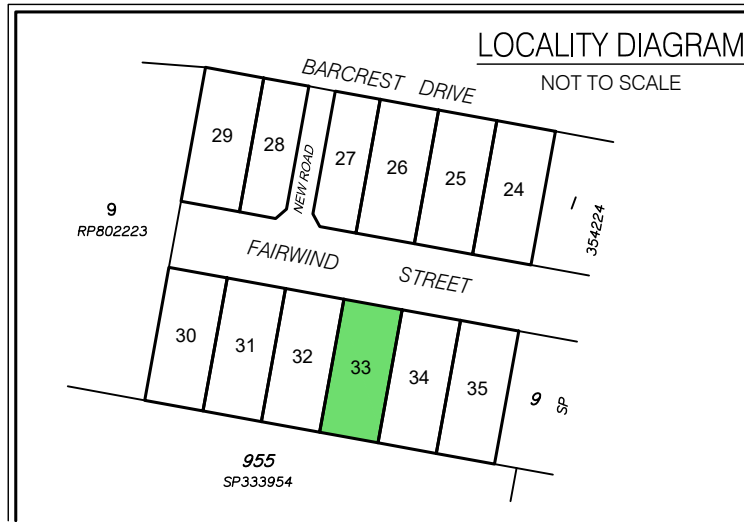 LOCALITY DIAGRAM
NOT TO SCALE
BARCREST DRIVE
29
28
NEW ROAD
27
26
25
24
1
354224
9
RP802223
FAIRWIND STREET
30
31
32
33
34
35
9
SP
955
SP333954